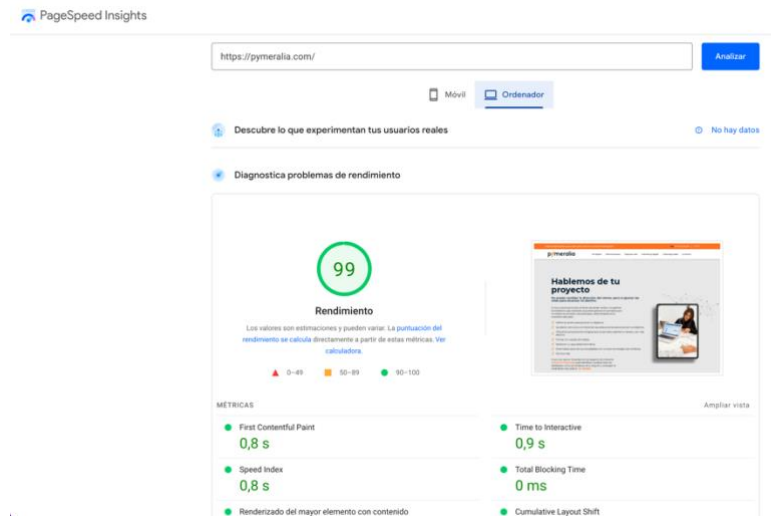 PageSpeed Insights
https://pymeralia.com/
Analizar
Móvil
Ordenador
Descubre lo que experimentan tus usuarios reales
No hay datos
Diagnostica problemas de rendimiento
99
Rendimiento
Los valores son estimaciones y pueden variar. La puntuación del
rendimiento se calcula directamente a partir de estas métricas. Ver
calculadora.
0–49
50–89
90–100
pymeralia
Hablemos de tu
proyecto
MÉTRICAS
Ampliar vista
First Contentful Paint
0,8 s
Time to Interactive
0,9 s
Speed Index
0,8 s
Total Blocking Time
0 ms
Renderizado del mayor elemento con contenido
Cumulative Layout Shift